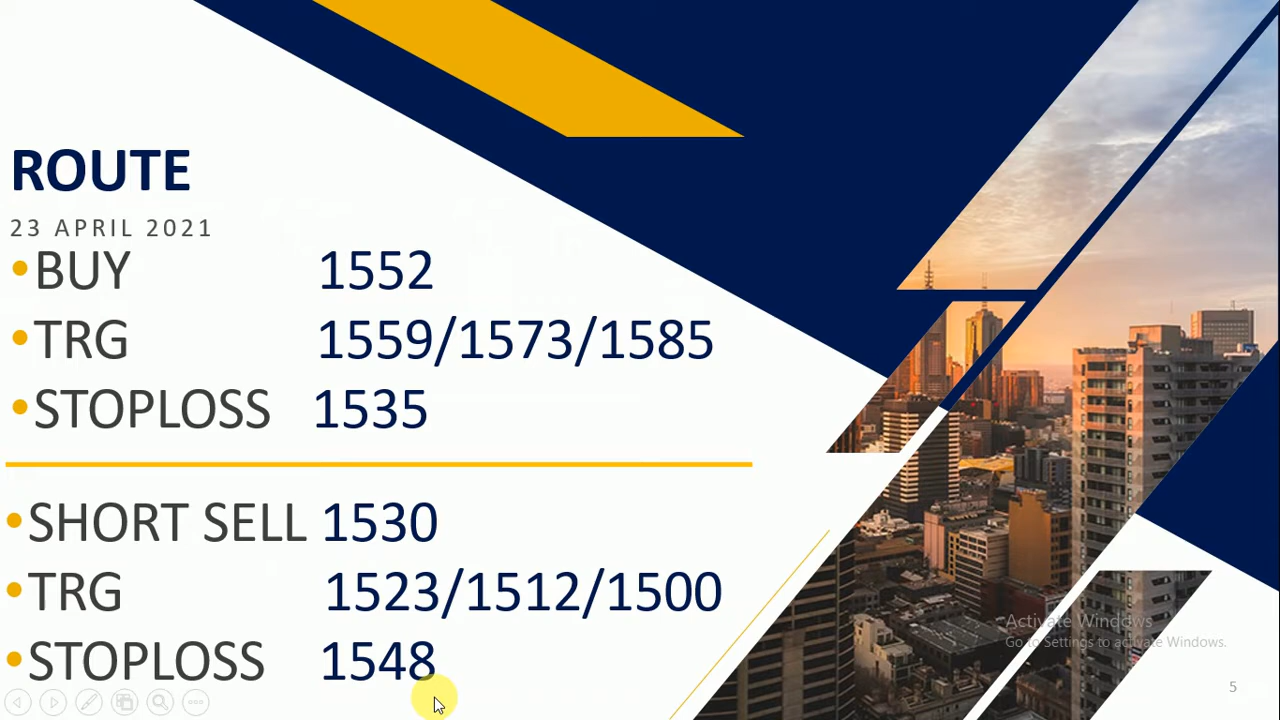 ROUTE
23 APRIL 2021
•BUY 1552
•TRG 1559/1573/1585
•STOPLOSS 1535
•SHORT SELL 1530
•TRG 1523/1512/1500
•STOPLOSS 1548
Activate Windows
Go to Settings to activate Windows.
5